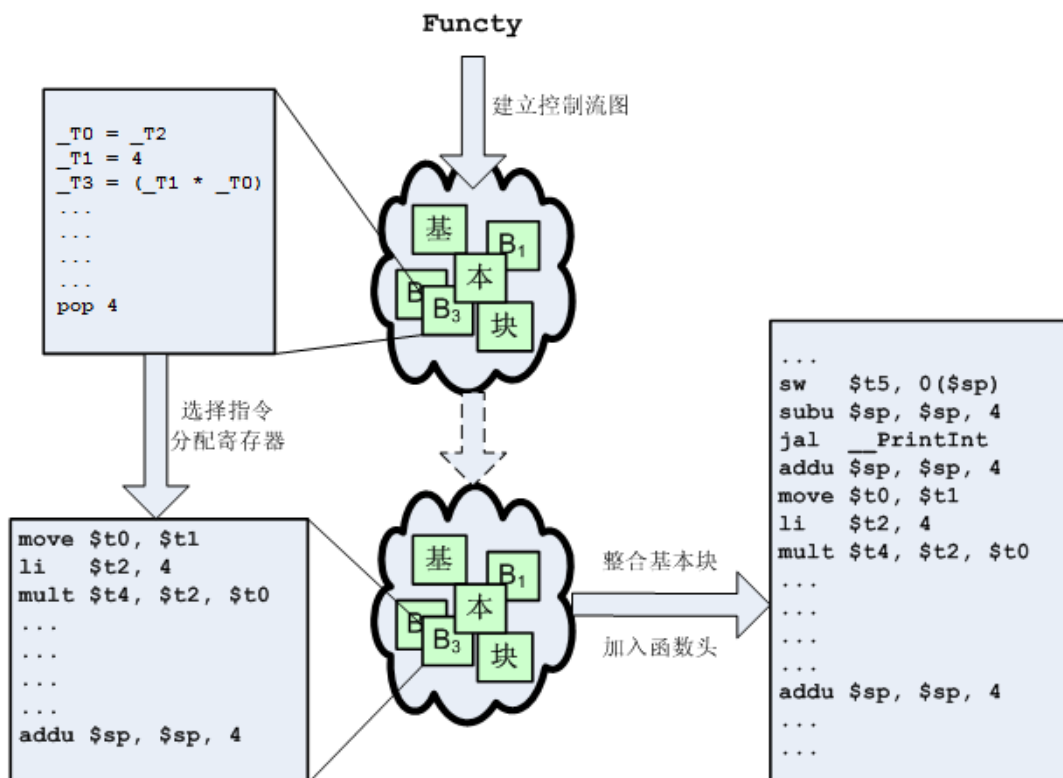 Functy
建立控制流图
_T0 = _T2
_T1 = 4
_T3 = (_T1 * _T0)
...
...
...
...
pop 4
基
B1
本
B
B3
块
选择指令
分配寄存器
move $t0, $t1
li $t2, 4
mult $t4, $t2, $t0
...
...
...
...
addu $sp, $sp, 4
基
B1
本
B
B3
块
整合基本块
加入函数头
...
sw $t5, 0($sp)
subu $sp, $sp, 4
jal __PrintInt
addu $sp, $sp, 4
move $t0, $t1
li $t2, 4
mult $t4, $t2, $t0
...
...
...
...
addu $sp, $sp, 4
...
...